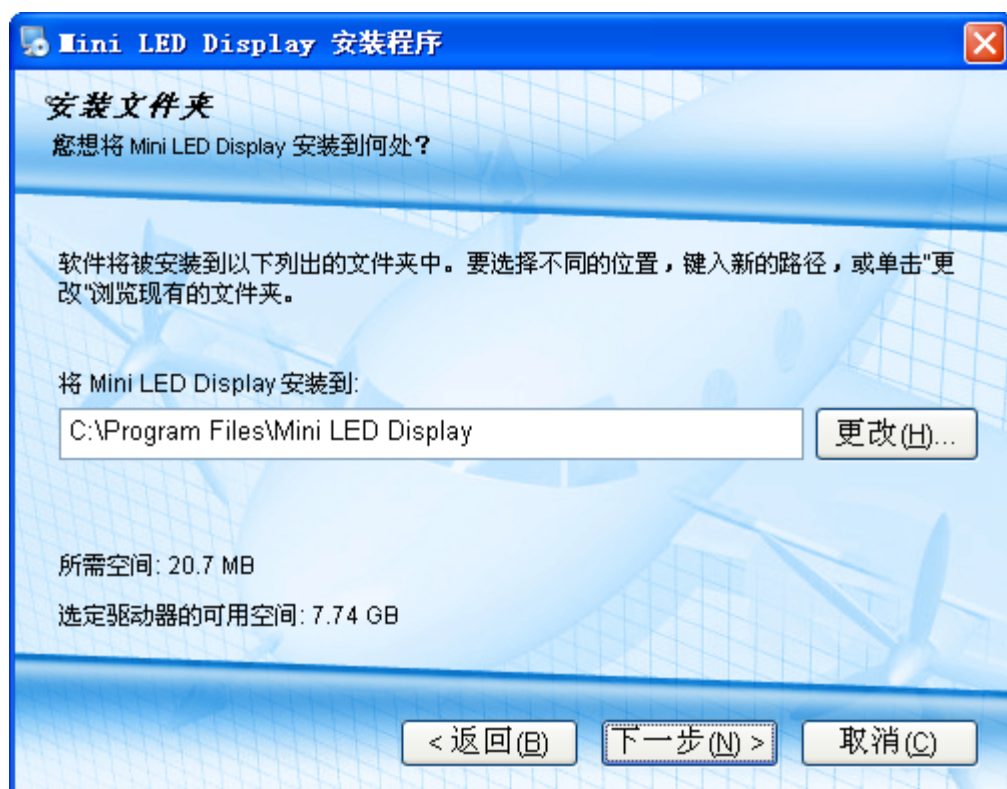 Mini LED Display 安装程序
安装文件夹
您想将 Mini LED Display 安装到何处？
软件将被安装到以下列出的文件夹中。要选择不同的位置，键入新的路径，或单击"更
改"浏览现有的文件夹。
将 Mini LED Display 安装到:
C:\Program Files\Mini LED Display
更改(H)...
所需空间: 20.7 MB
选定驱动器的可用空间: 7.74 GB
< 返回(B)
下一步(N) >
取消(C)